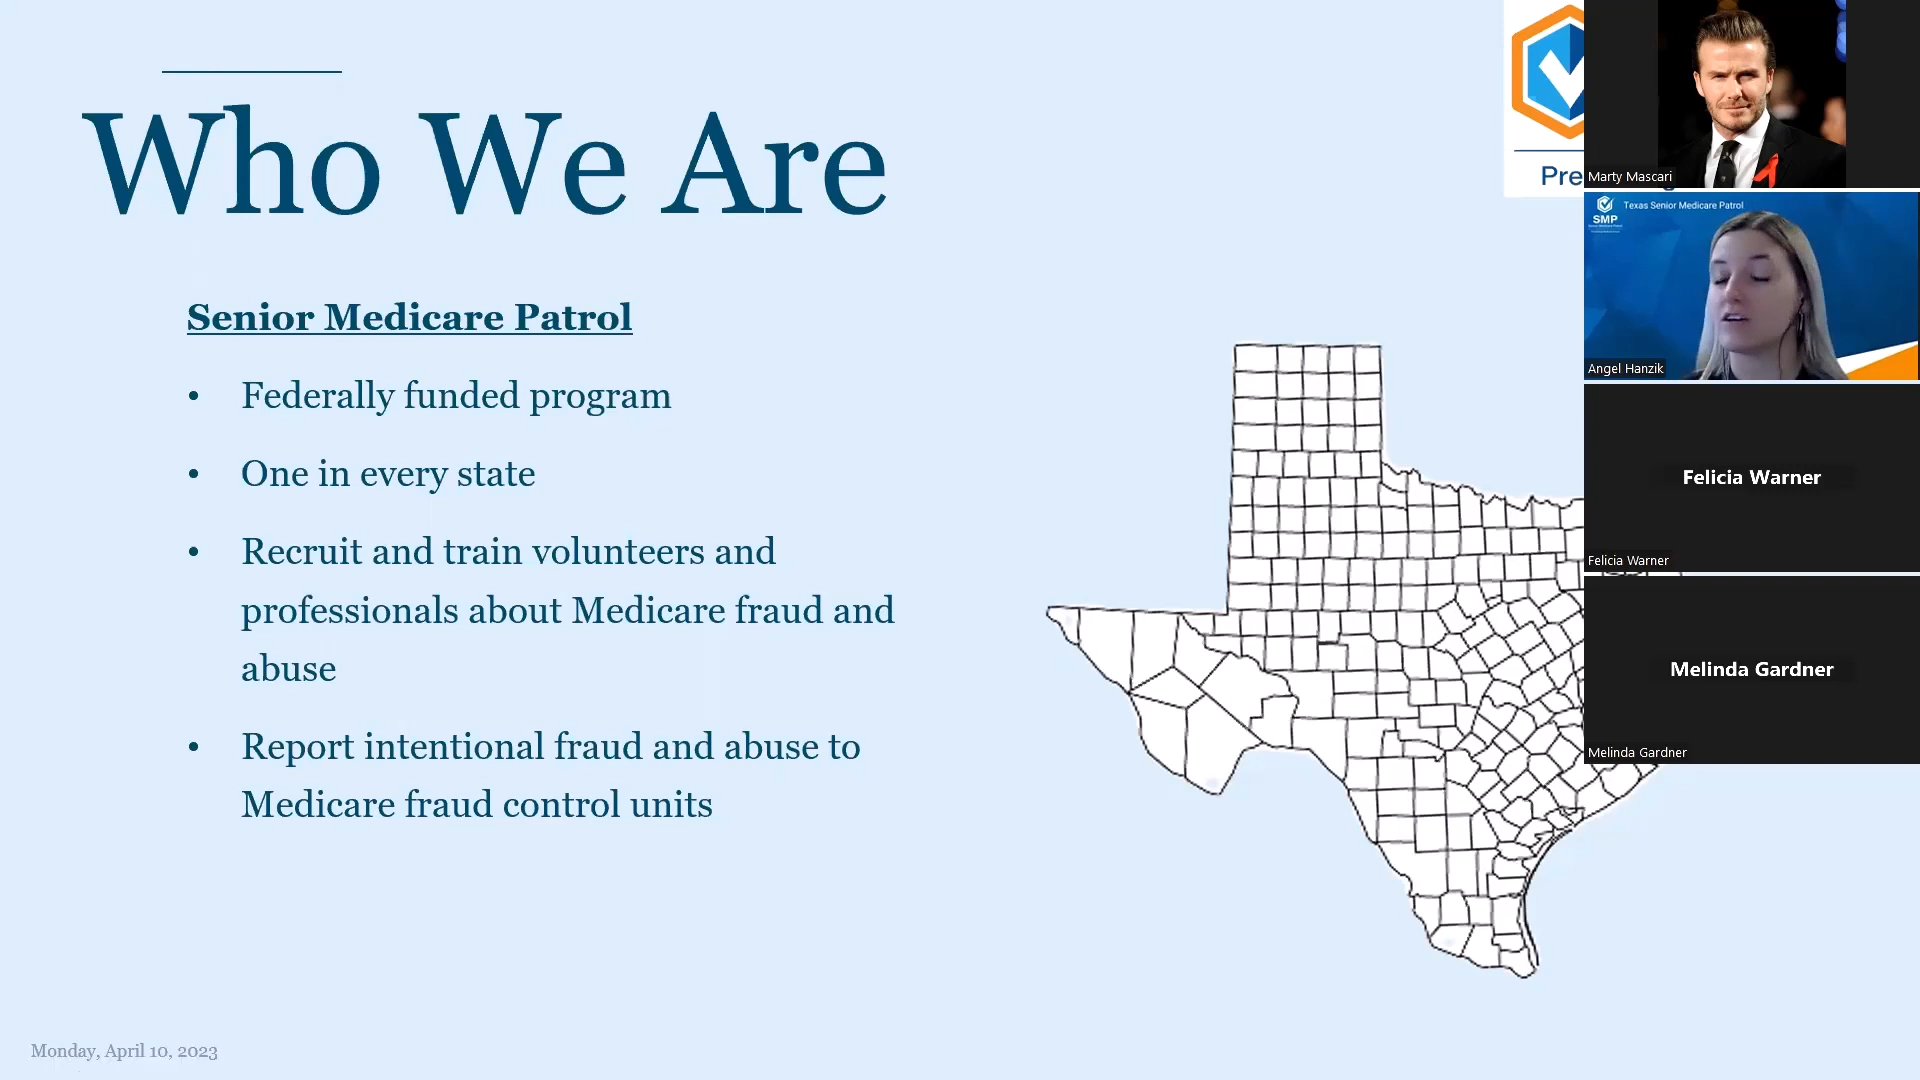 Who We Are
Senior Medicare Patrol
• Federally funded program
• One in every state
• Recruit and train volunteers and
professionals about Medicare fraud and
abuse
• Report intentional fraud and abuse to
Medicare fraud control units
Monday, April 10, 2023
Pre
Marty Mascari
Texas Senior Medicare Patrol
SMP
Angel Hanzik
Felicia Warner
Felicia Warner
Melinda Gardner
Melinda Gardner